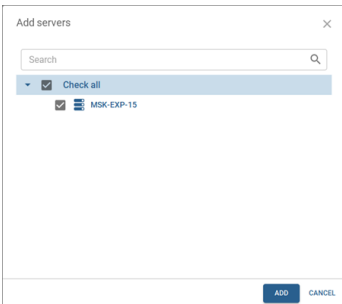 Add servers
Search
Check all
MSK-EXP-15
ADD CANCEL